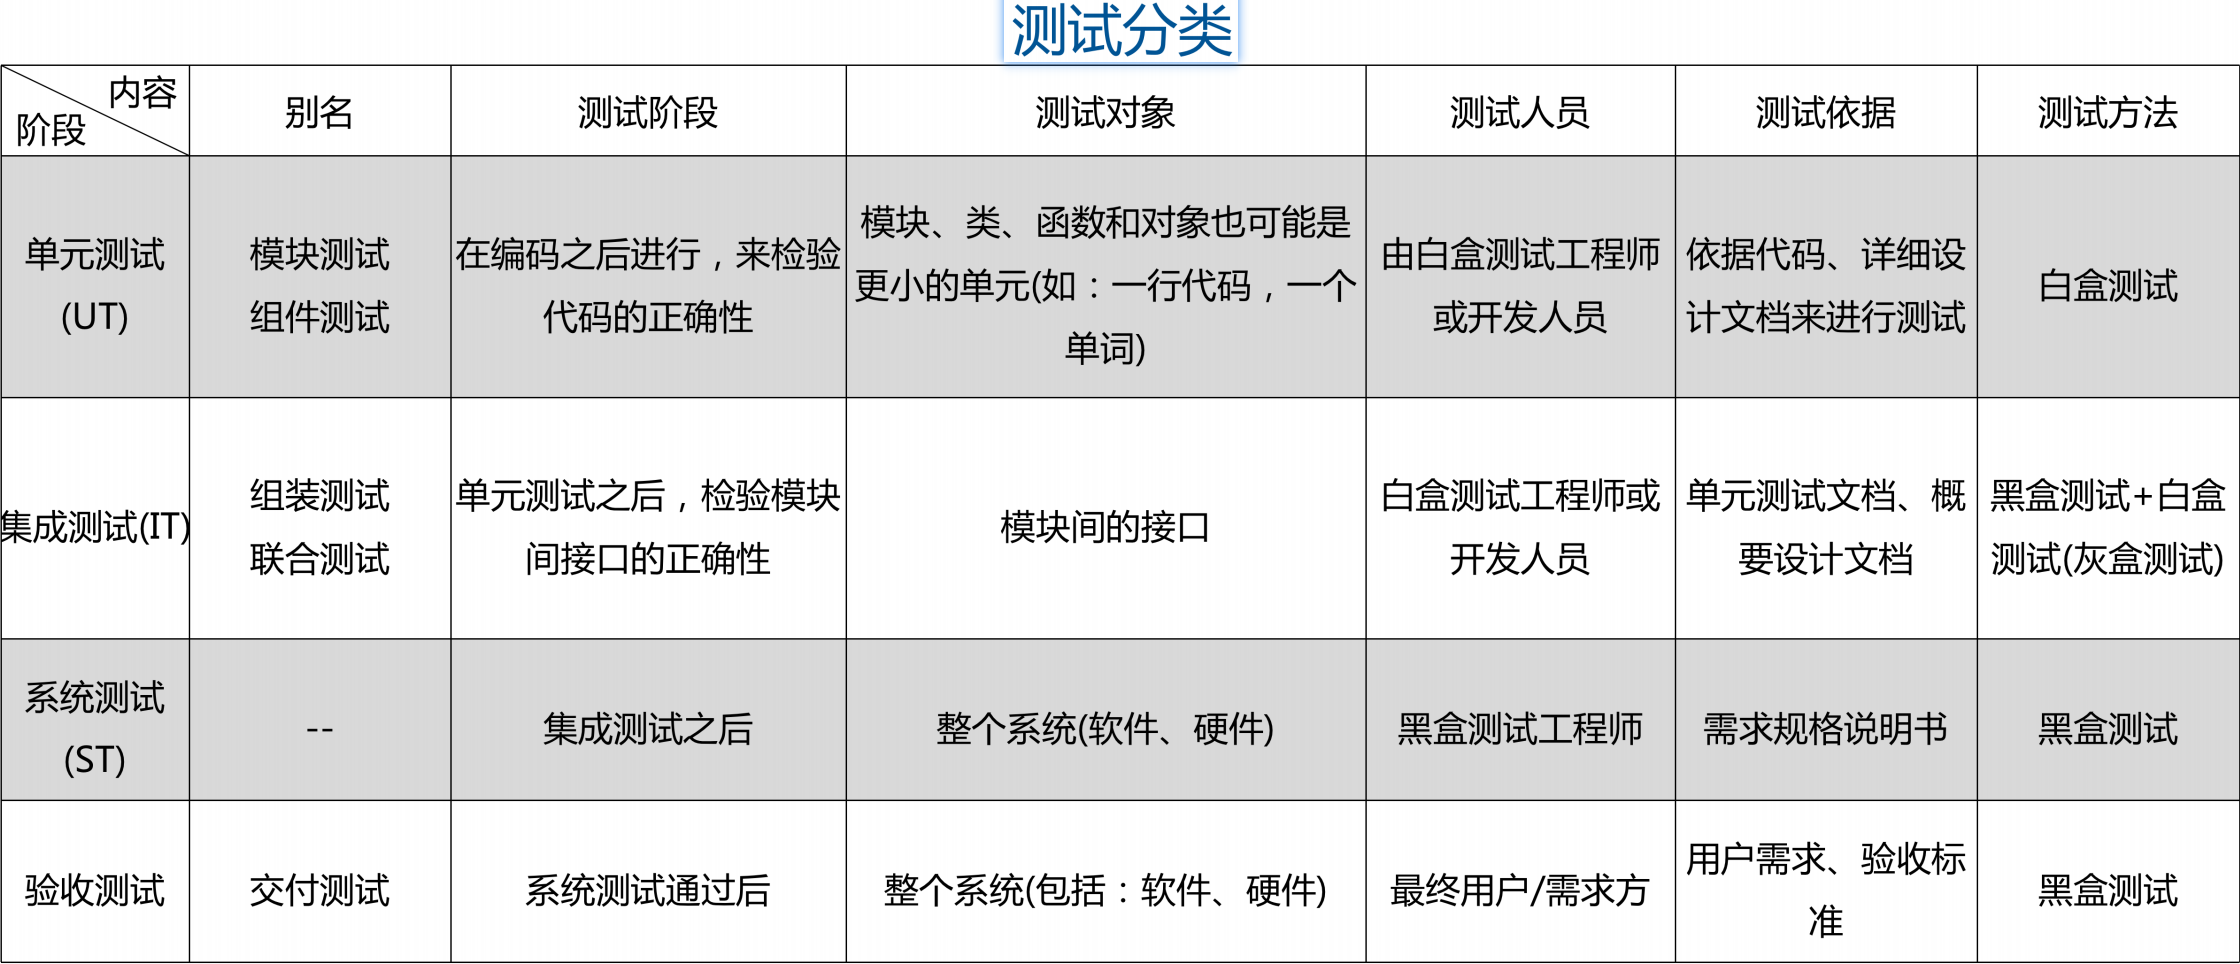 测试分类
内容
阶段
别名
测试阶段
测试对象
测试人员
测试依据
测试方法
单元测试
(UT)
模块测试
组件测试
在编码之后进行，来检验
代码的正确性
模块、类、函数和对象也可能是
更小的单元(如：一行代码，一个
单词)
由白盒测试工程师
或开发人员
依据代码、详细设
计文档来进行测试
白盒测试
集成测试(IT)
组装测试
联合测试
单元测试之后，检验模块
间接口的正确性
模块间的接口
白盒测试工程师或
开发人员
单元测试文档、概
要设计文档
黑盒测试+白盒
测试(灰盒测试)
系统测试
(ST)
--
集成测试之后
整个系统(软件、硬件)
黑盒测试工程师
需求规格说明书
黑盒测试
验收测试
交付测试
系统测试通过后
整个系统(包括：软件、硬件)
最终用户/需求方
用户需求、验收标
准
黑盒测试